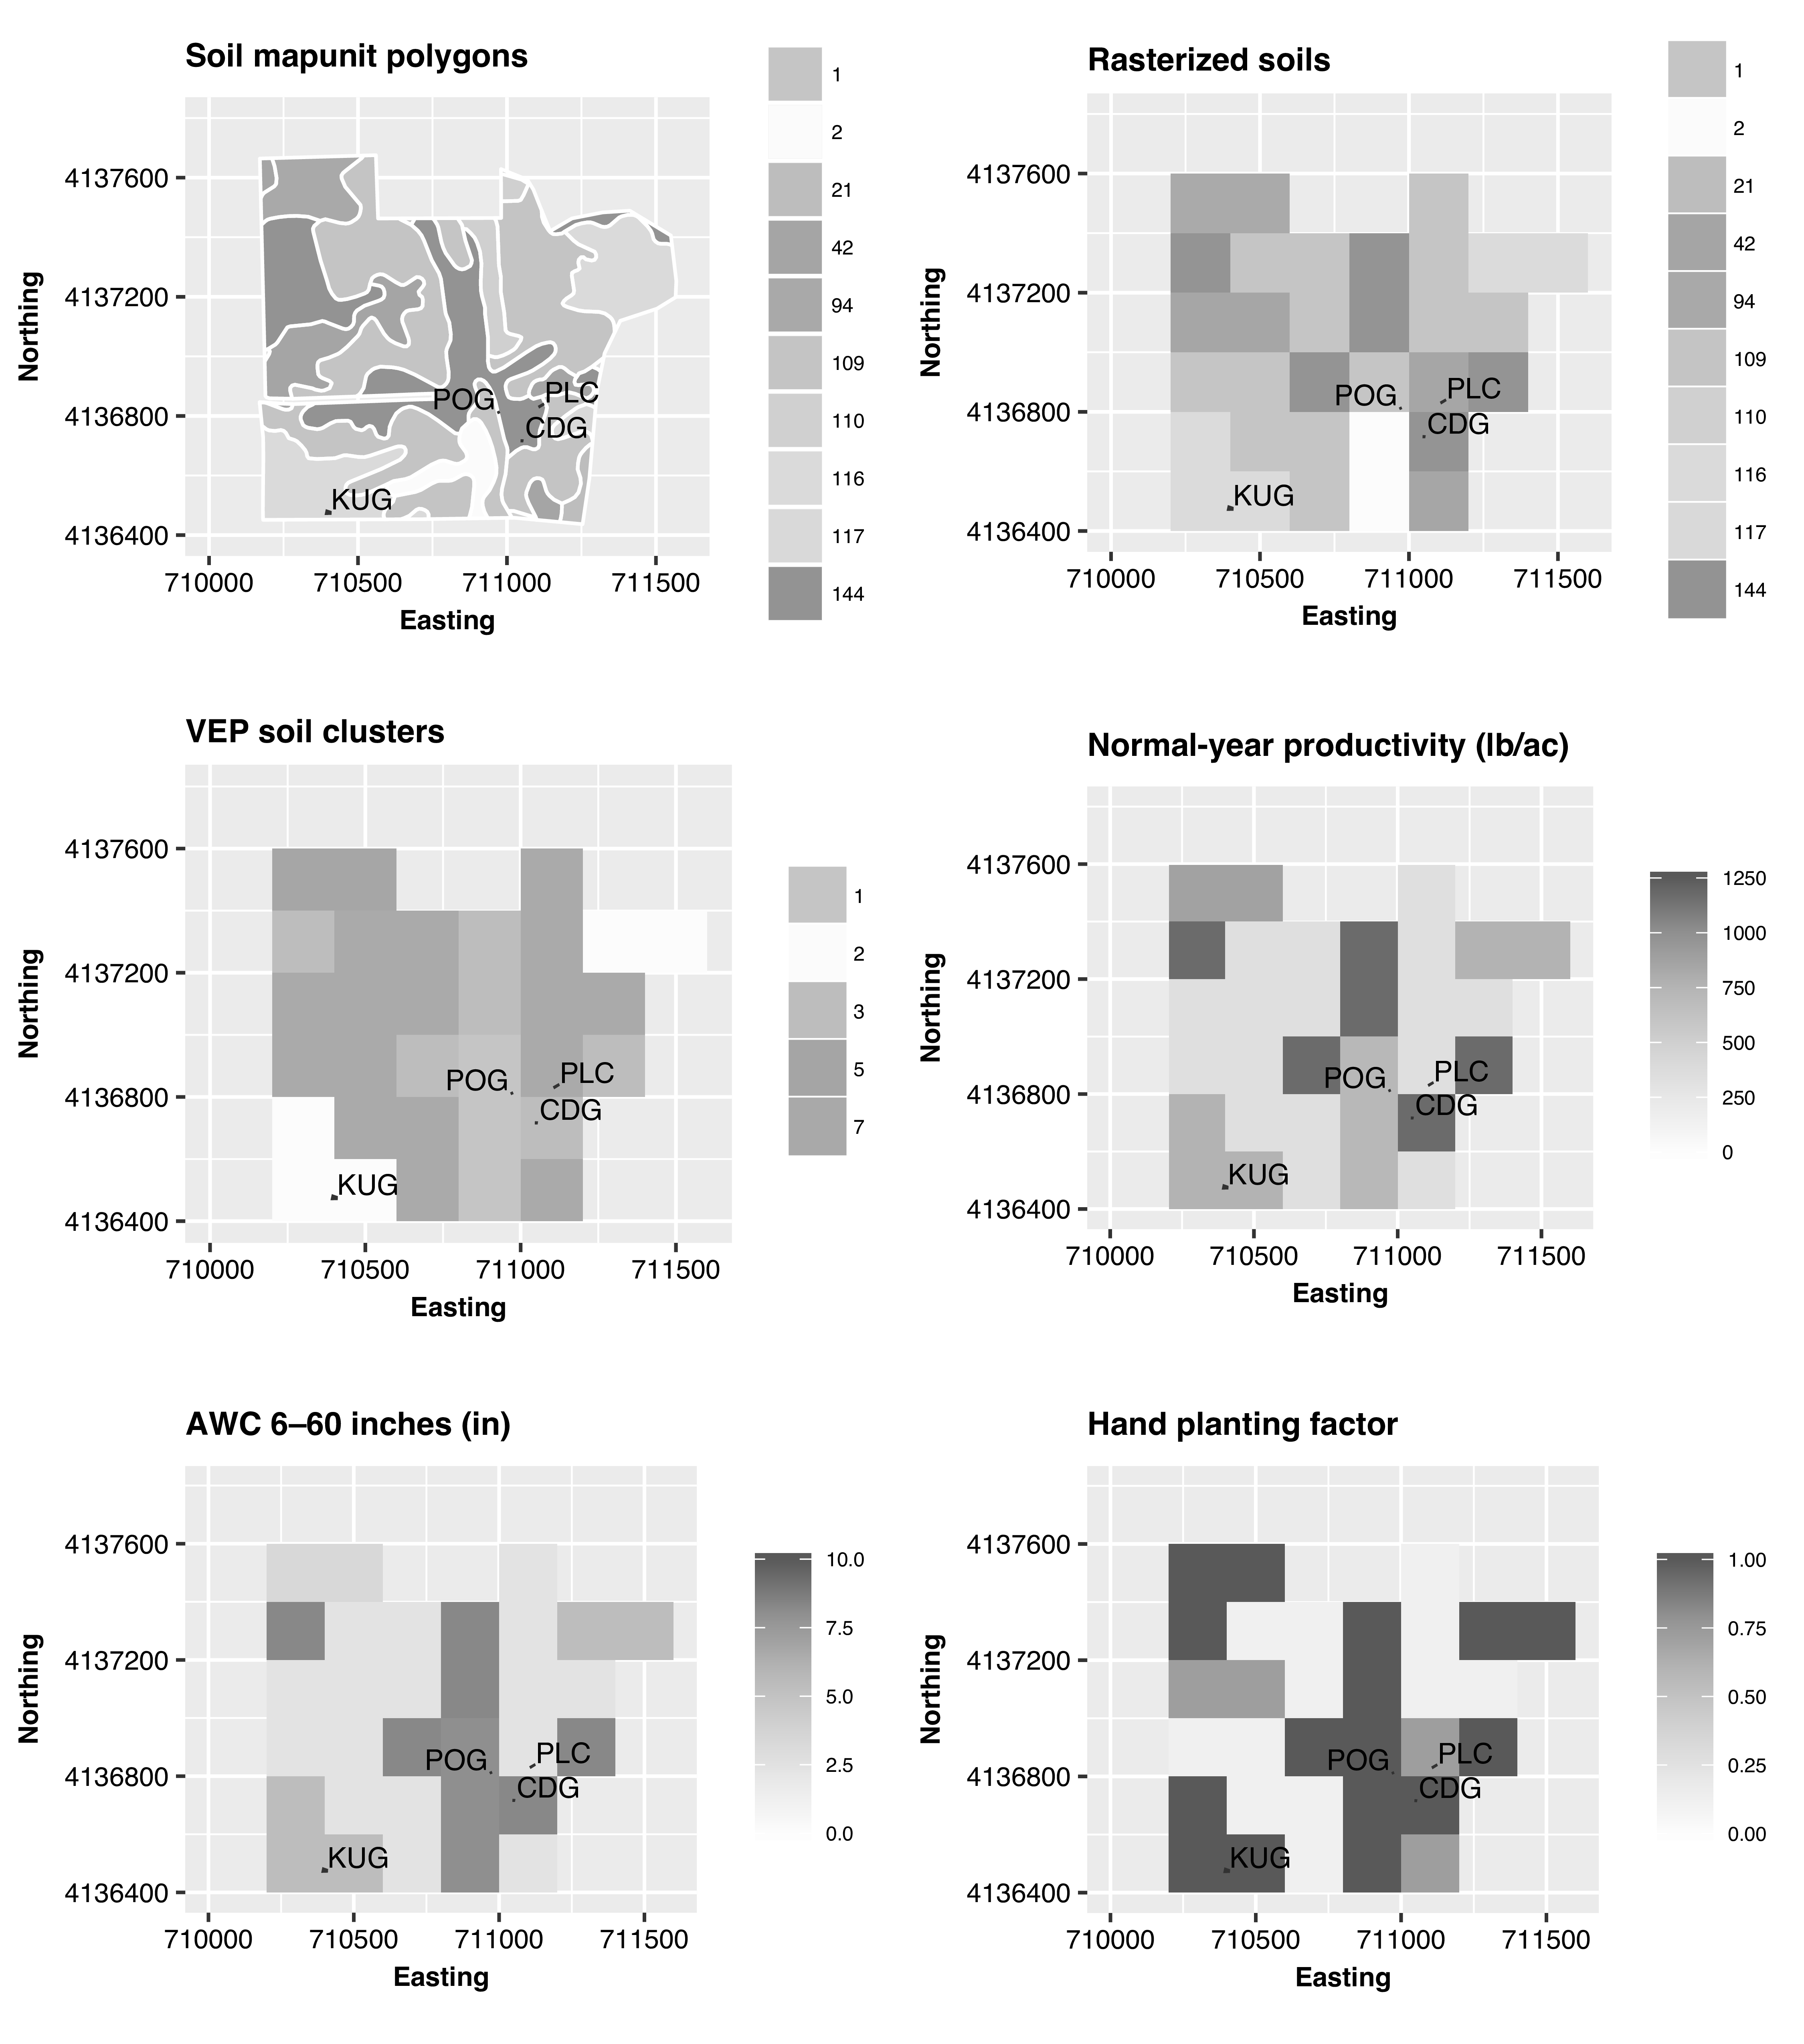 Soil mapunit polygons
4137600
4137200
4136800
4136400
Northing
POG
PLC
CDG
KUG
710000 710500 711000 711500
Easting
1
2
21
42
94
109
110
116
117
144
Rasterized soils
4137600
4137200
4136800
4136400
Northing
POG
PLC
CDG
KUG
710000 710500 711000 711500
Easting
1
2
21
42
94
109
110
116
117
144
VEP soil clusters
4137600
4137200
4136800
4136400
Northing
POG
PLC
CDG
KUG
710000 710500 711000 711500
Easting
1
2
3
5
7
Normal-year productivity (lb/ac)
4137600
4137200
4136800
4136400
Northing
POG
PLC
CDG
KUG
710000 710500 711000 711500
Easting
1250
1000
750
500
250
0
AWC 6–60 inches (in)
4137600
4137200
4136800
4136400
Northing
POG
PLC
CDG
KUG
710000 710500 711000 711500
Easting
10.0
7.5
5.0
2.5
0.0
Hand planting factor
4137600
4137200
4136800
4136400
Northing
POG
PLC
CDG
KUG
710000 710500 711000 711500
Easting
1.00
0.75
0.50
0.25
0.00